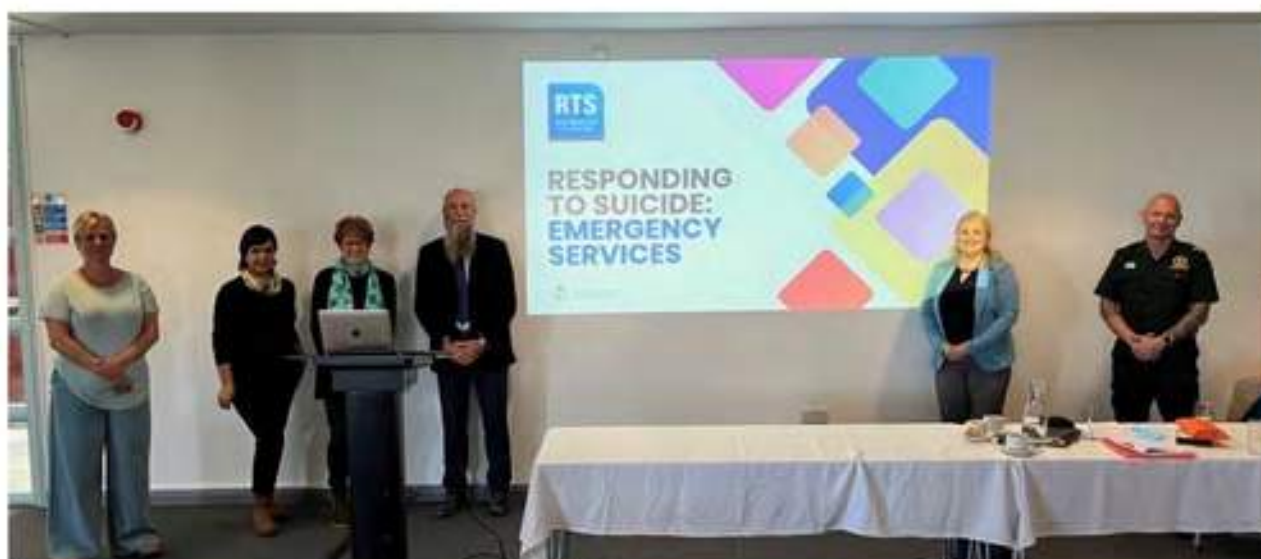 RTS
RESPONDING
TO SUICIDE:
EMERGENCY
SERVICES